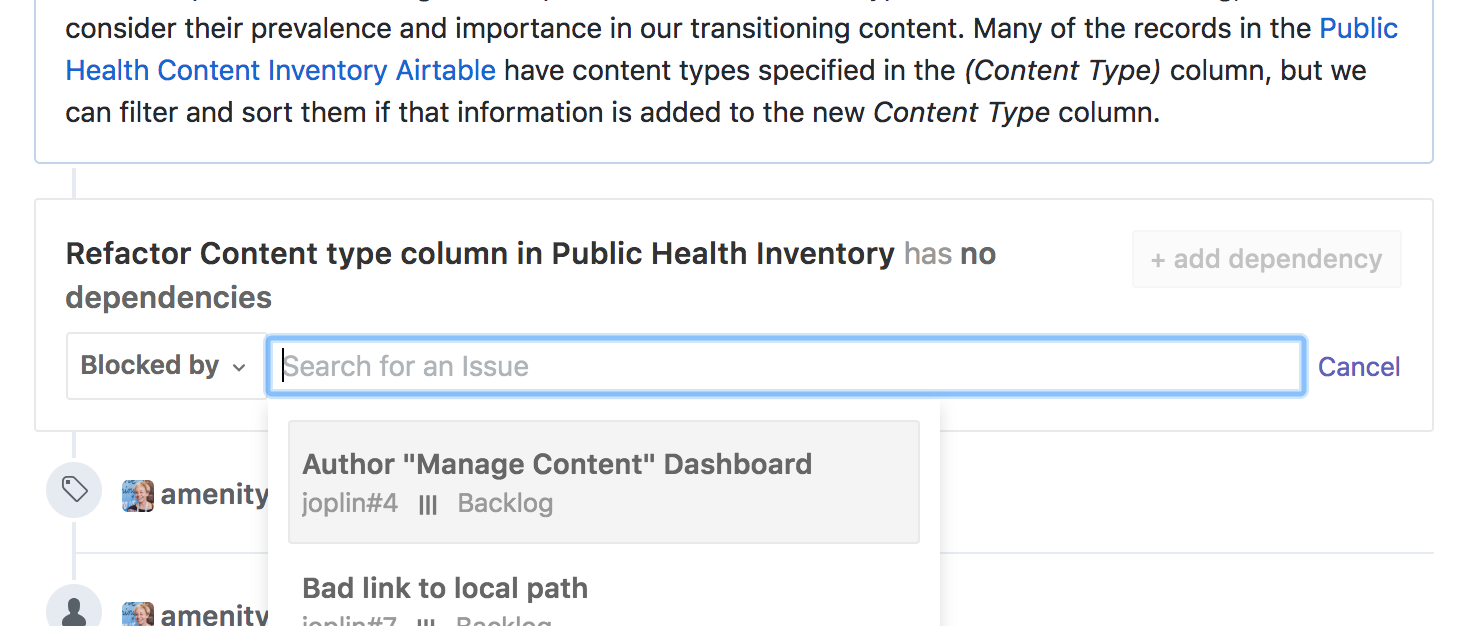 consider their prevalence and importance in our transitioning content. Many of the records in the Public
Health Content Inventory Airtable have content types specified in the (Content Type) column, but we
can filter and sort them if that information is added to the new Content Type column.
Refactor Content type column in Public Health Inventory has no
dependencies
+ add dependency
Blocked by
Search for an Issue
Cancel
Author "Manage Content" Dashboard
joplin#4 Backlog
amenity
Bad link to local path
joplin#7 Backlog
amenity